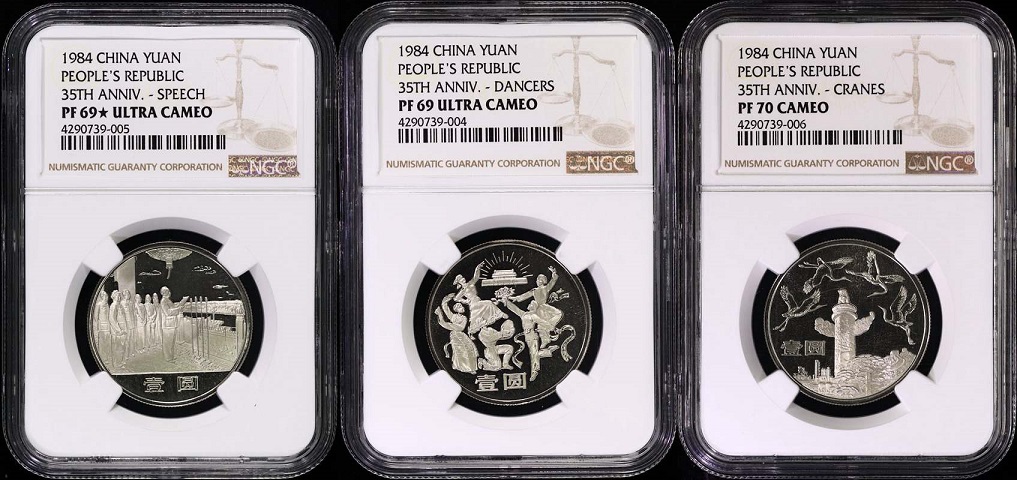 1984 CHINA YUAN
PEOPLE'S REPUBLIC
35TH ANNIV. - SPEECH
PF 69★ ULTRA CAMEO
4290739-005
NUMISMATIC GUARANTY CORPORATION NGC®
壹 圆
1984 CHINA YUAN
PEOPLE'S REPUBLIC
35TH ANNIV. - DANCERS
PF 69 ULTRA CAMEO
4290739-004
NUMISMATIC GUARANTY CORPORATION NGC®
壹圆
1984 CHINA YUAN
PEOPLE'S REPUBLIC
35TH ANNIV. - CRANES
PF 70 CAMEO
4290739-006
NUMISMATIC GUARANTY CORPORATION NGC®
壹圆